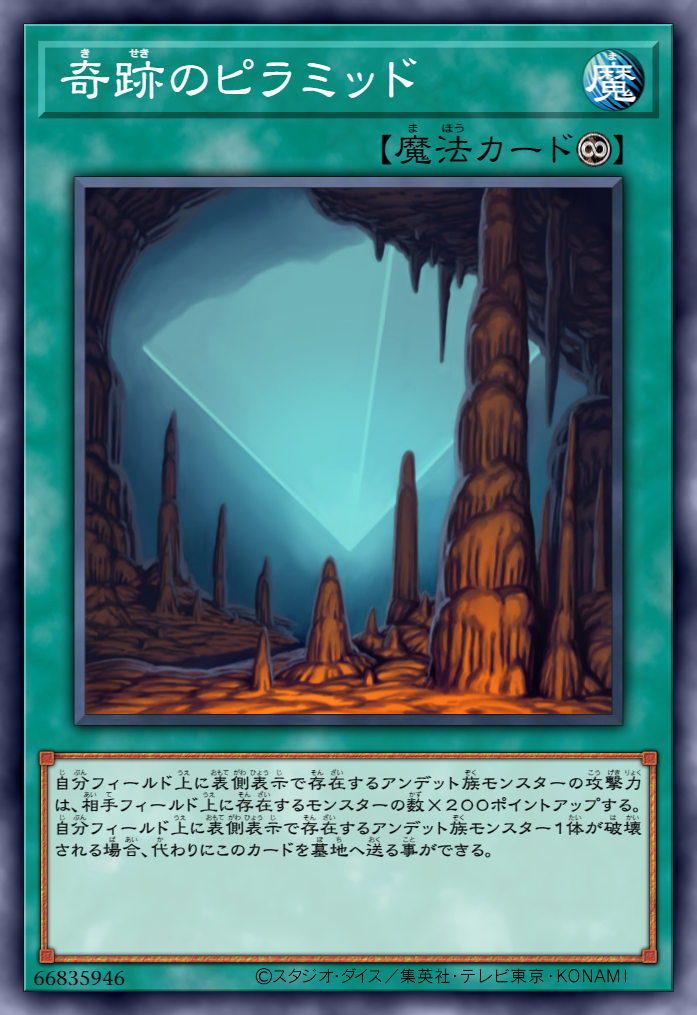 奇跡のピラミッド
魔
【魔法カード】
自分フィールド上に表側表示で存在するアンデット族モンスターの攻撃力
は、相手フィールド上に存在するモンスターの数×200ポイントアップする。
自分フィールド上に表側表示で存在するアンデット族モンスター1体が破壊
される場合、代わりにこのカードを墓地へ送る事ができる。
66835946
©スタジオ・ダイス/集英社・テレビ東京・KONAMI